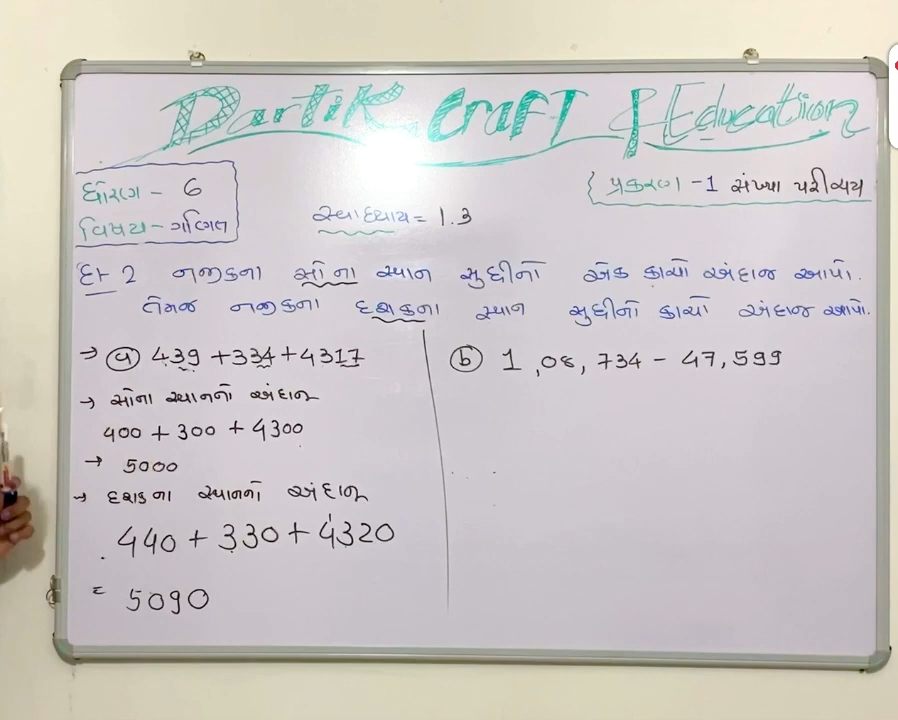 Dartik Craft & Education
ધોરણ - 6
વિષય - ગણિત
પ્રકરણ - 1 સંખ્યા પરિચય
સ્વાધ્યાય = 1.3
દા- 2 નજીકના સોના સ્થાન સુધીનો એક કાચો અંદાજ આપો.
તેમજ નજીકના દશકના સ્થાન સુધીનો કાચો અંદાજ આપો.
→ (a) 439 + 334 + 4317
→ સોના સ્થાનનો અંદાજ
400 + 300 + 4300
→ 5000
→ દશકના સ્થાનનો અંદાજ
440 + 330 + 4320
= 5090
(b) 1,08,734 - 47,599